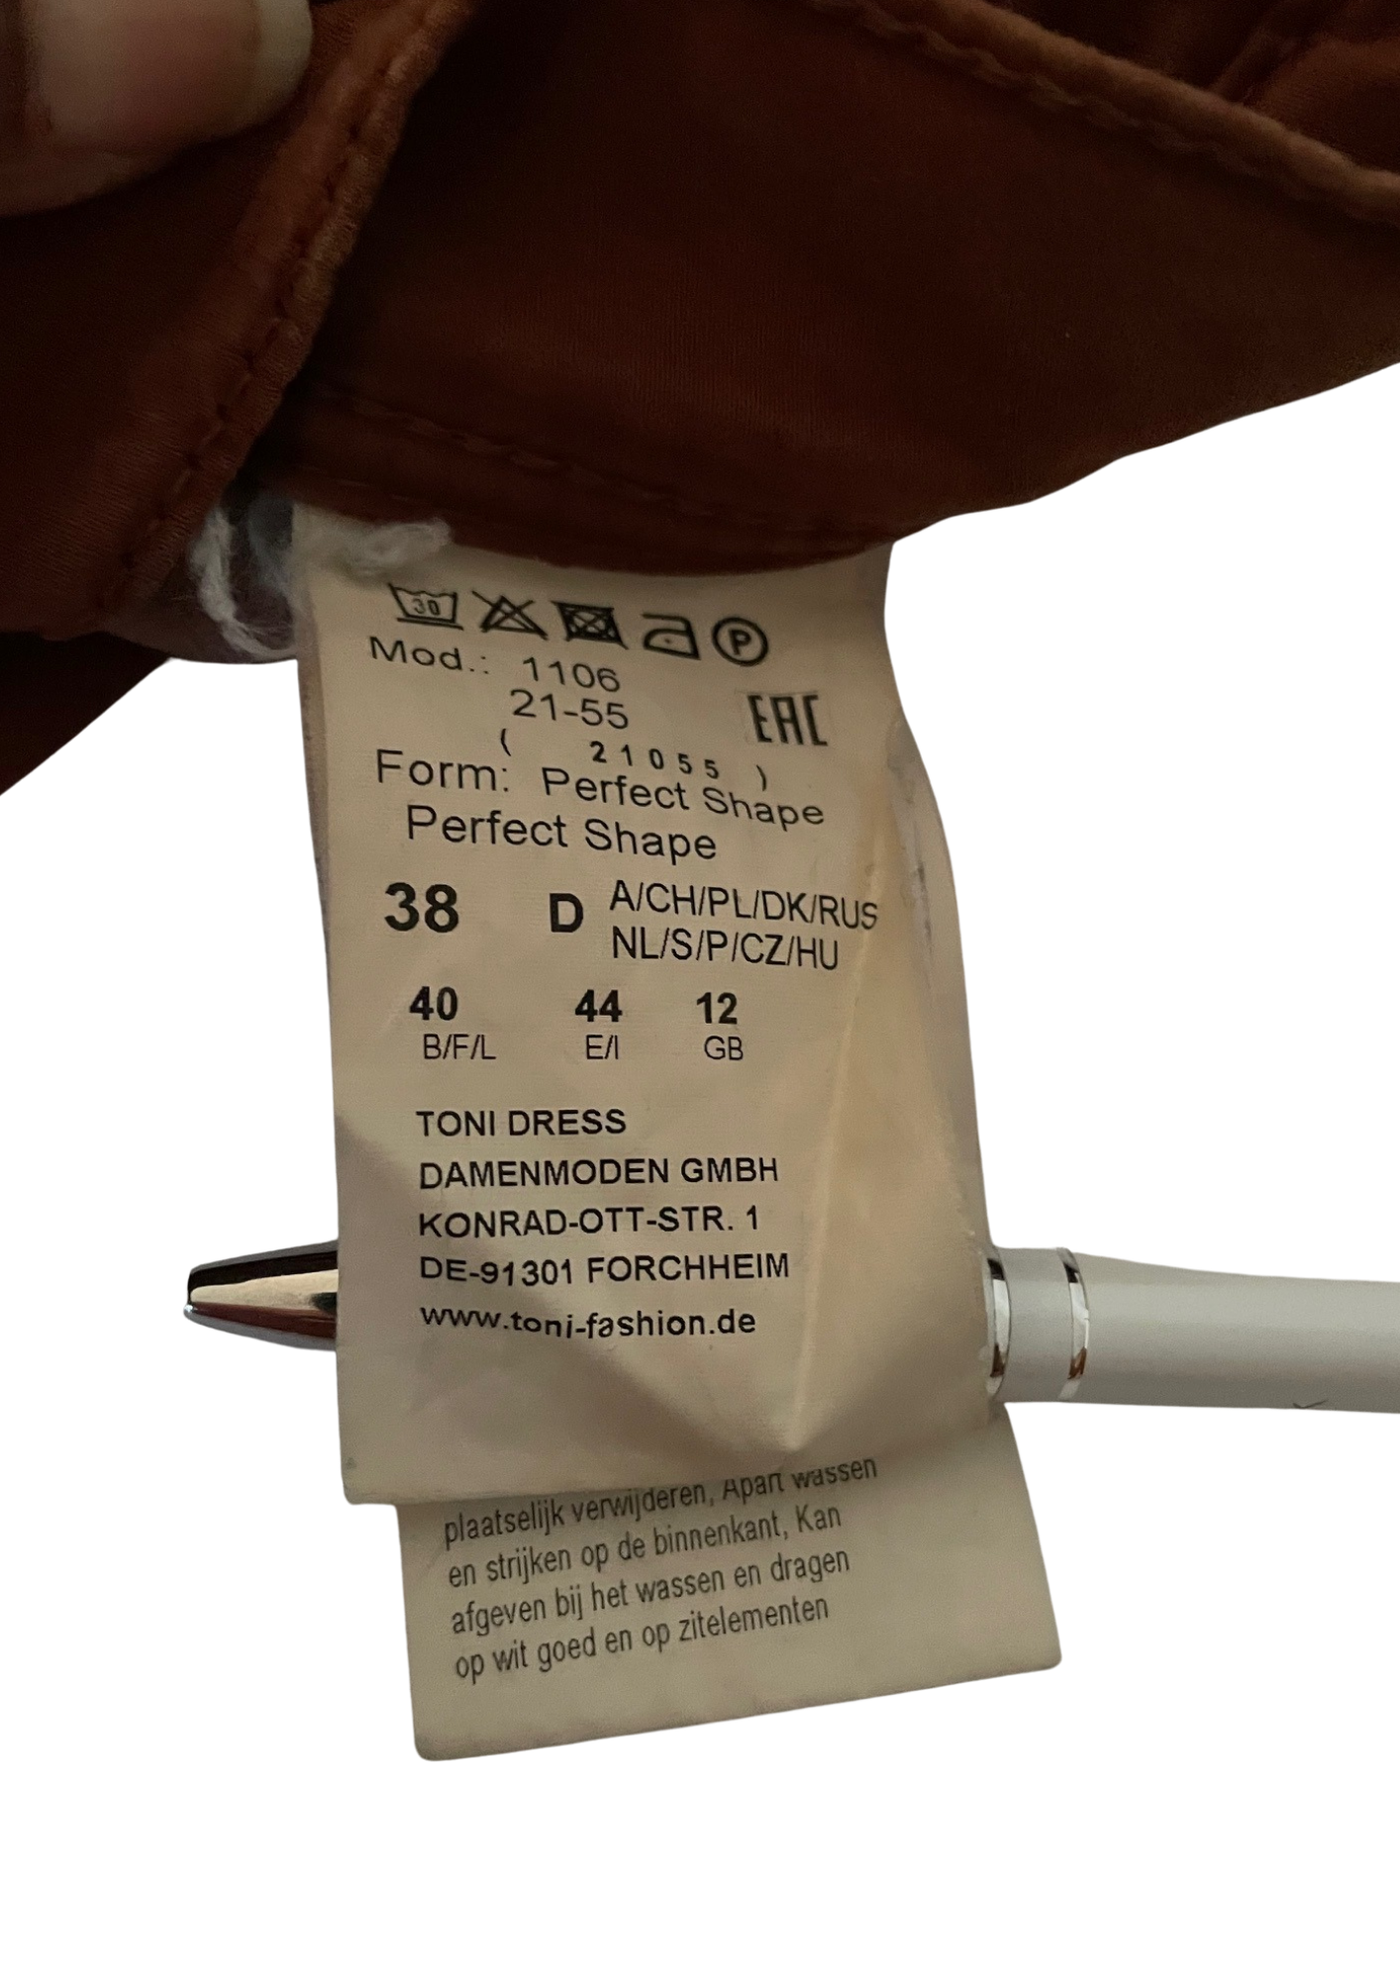 30 P
Mod.: 1106
21-55
EAC
( 21055 )
Form: Perfect Shape
Perfect Shape
38 D A/CH/PL/DK/RUS
NL/S/P/CZ/HU
40 44 12
B/F/L E/I GB
TONI DRESS
DAMENMODEN GMBH
KONRAD-OTT-STR. 1
DE-91301 FORCHHEIM
www.toni-fashion.de
plaatselijk verwijderen, Apart wassen
en strijken op de binnenkant, Kan
afgeven bij het wassen en dragen
op wit goed en op zitelementen